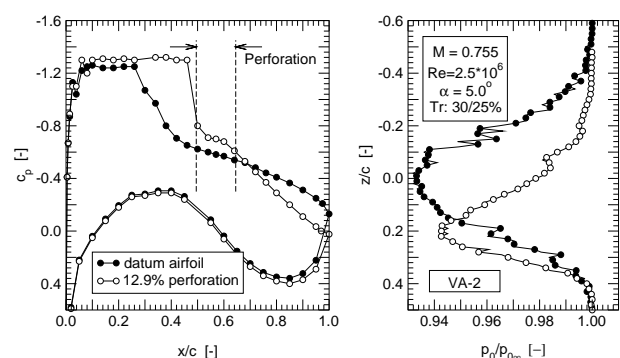 -1.6
-1.2
-0.8
-0.4
0.0
0.4
c_p [-]
Perforation
datum airfoil
12.9% perforation
0.0 0.2 0.4 0.6 0.8 1.0
x/c [-]
-0.6
-0.4
-0.2
0.0
0.2
0.4
z/c [-]
M = 0.755
Re=2.5*10^6
α = 5.0°
Tr: 30/25%
VA-2
0.94 0.96 0.98 1.00
p_0/p_0∞ [−]